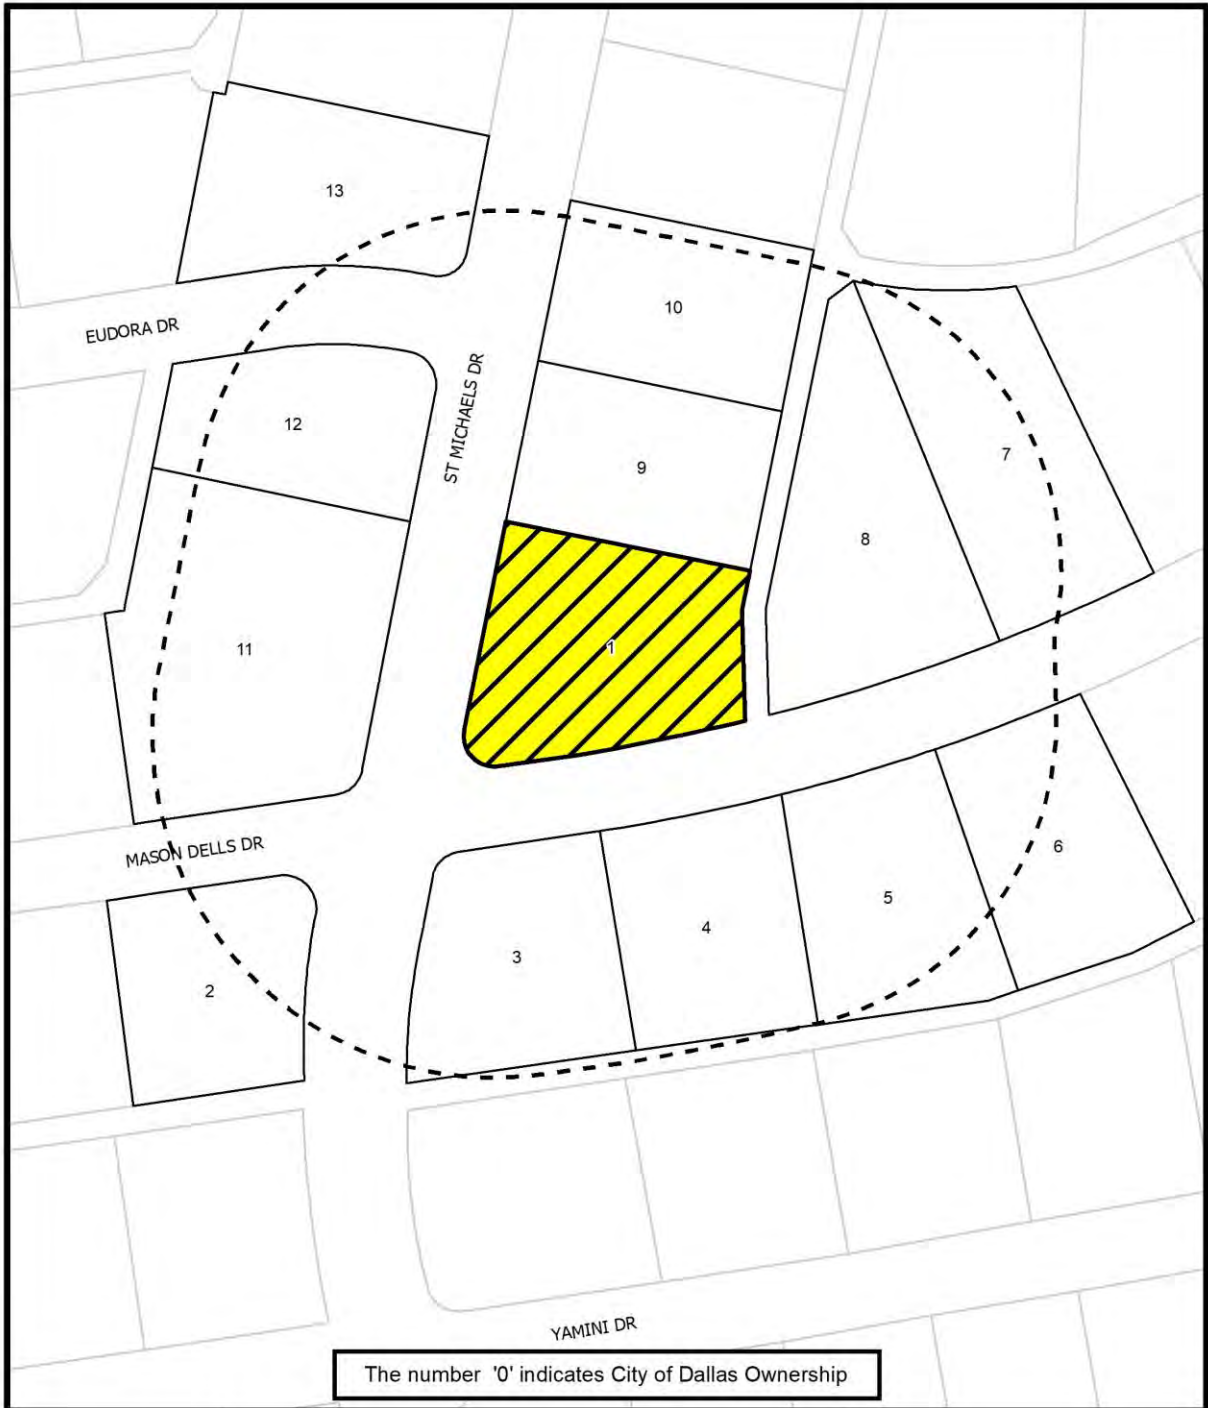 13
10
EUDORA DR
ST MICHAELS DR
12
9
7
8
1
11
MASON DELLS DR
6
5
4
3
2
YAMINI DR
The number '0' indicates City of Dallas Ownership